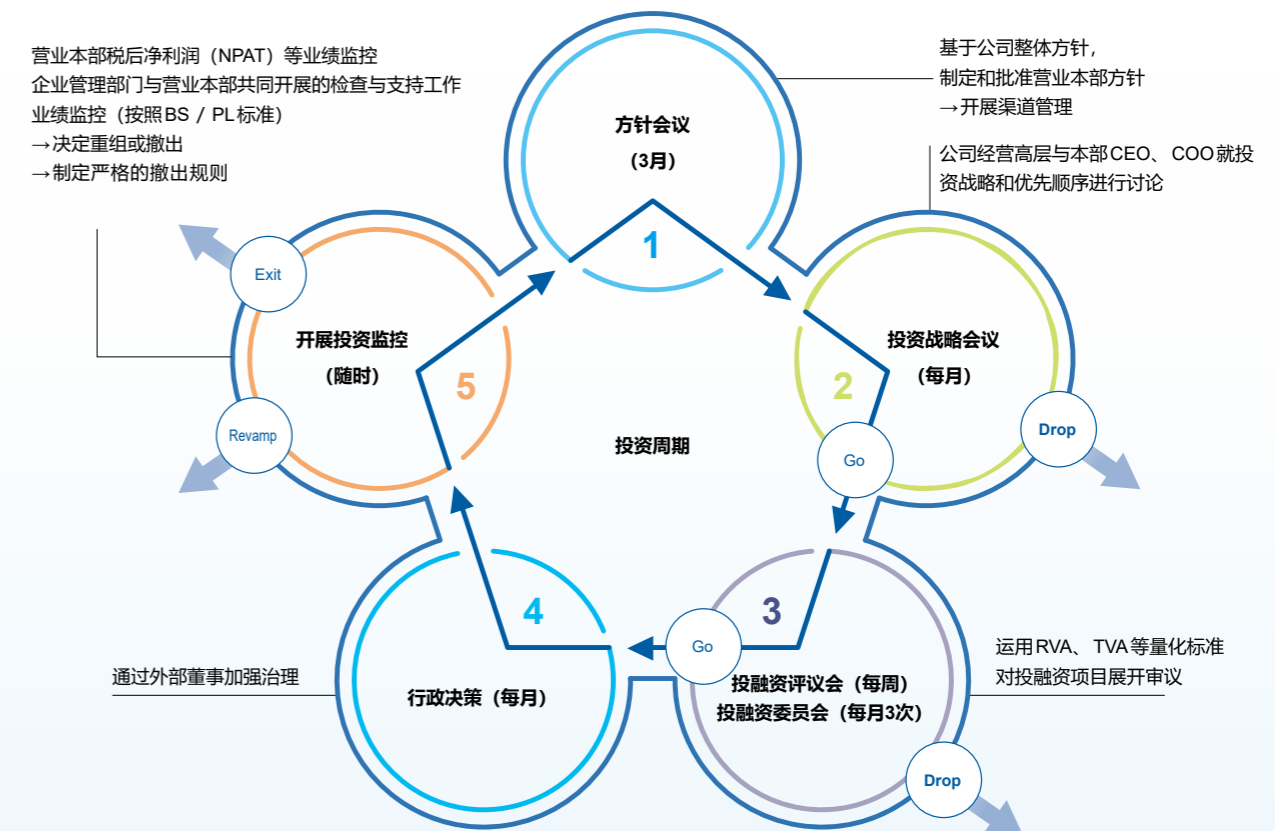 营业本部税后净利润（NPAT）等业绩监控
企业管理部门与营业本部共同开展的检查与支持工作
业绩监控（按照BS / PL标准）
→决定重组或撤出
→制定严格的撤出规则
基于公司整体方针，
制定和批准营业本部方针
→开展渠道管理
公司经营高层与本部CEO、COO就投
资战略和优先顺序进行讨论
方针会议
（3月）
1
投资战略会议
（每月）
2
Go
Drop
投资周期
Exit
开展投资监控
（随时）
5
Revamp
3
Go
投融资评议会（每周）
投融资委员会（每月3次）
Drop
运用RVA、TVA等量化标准
对投融资项目展开审议
4
行政决策（每月）
通过外部董事加强治理